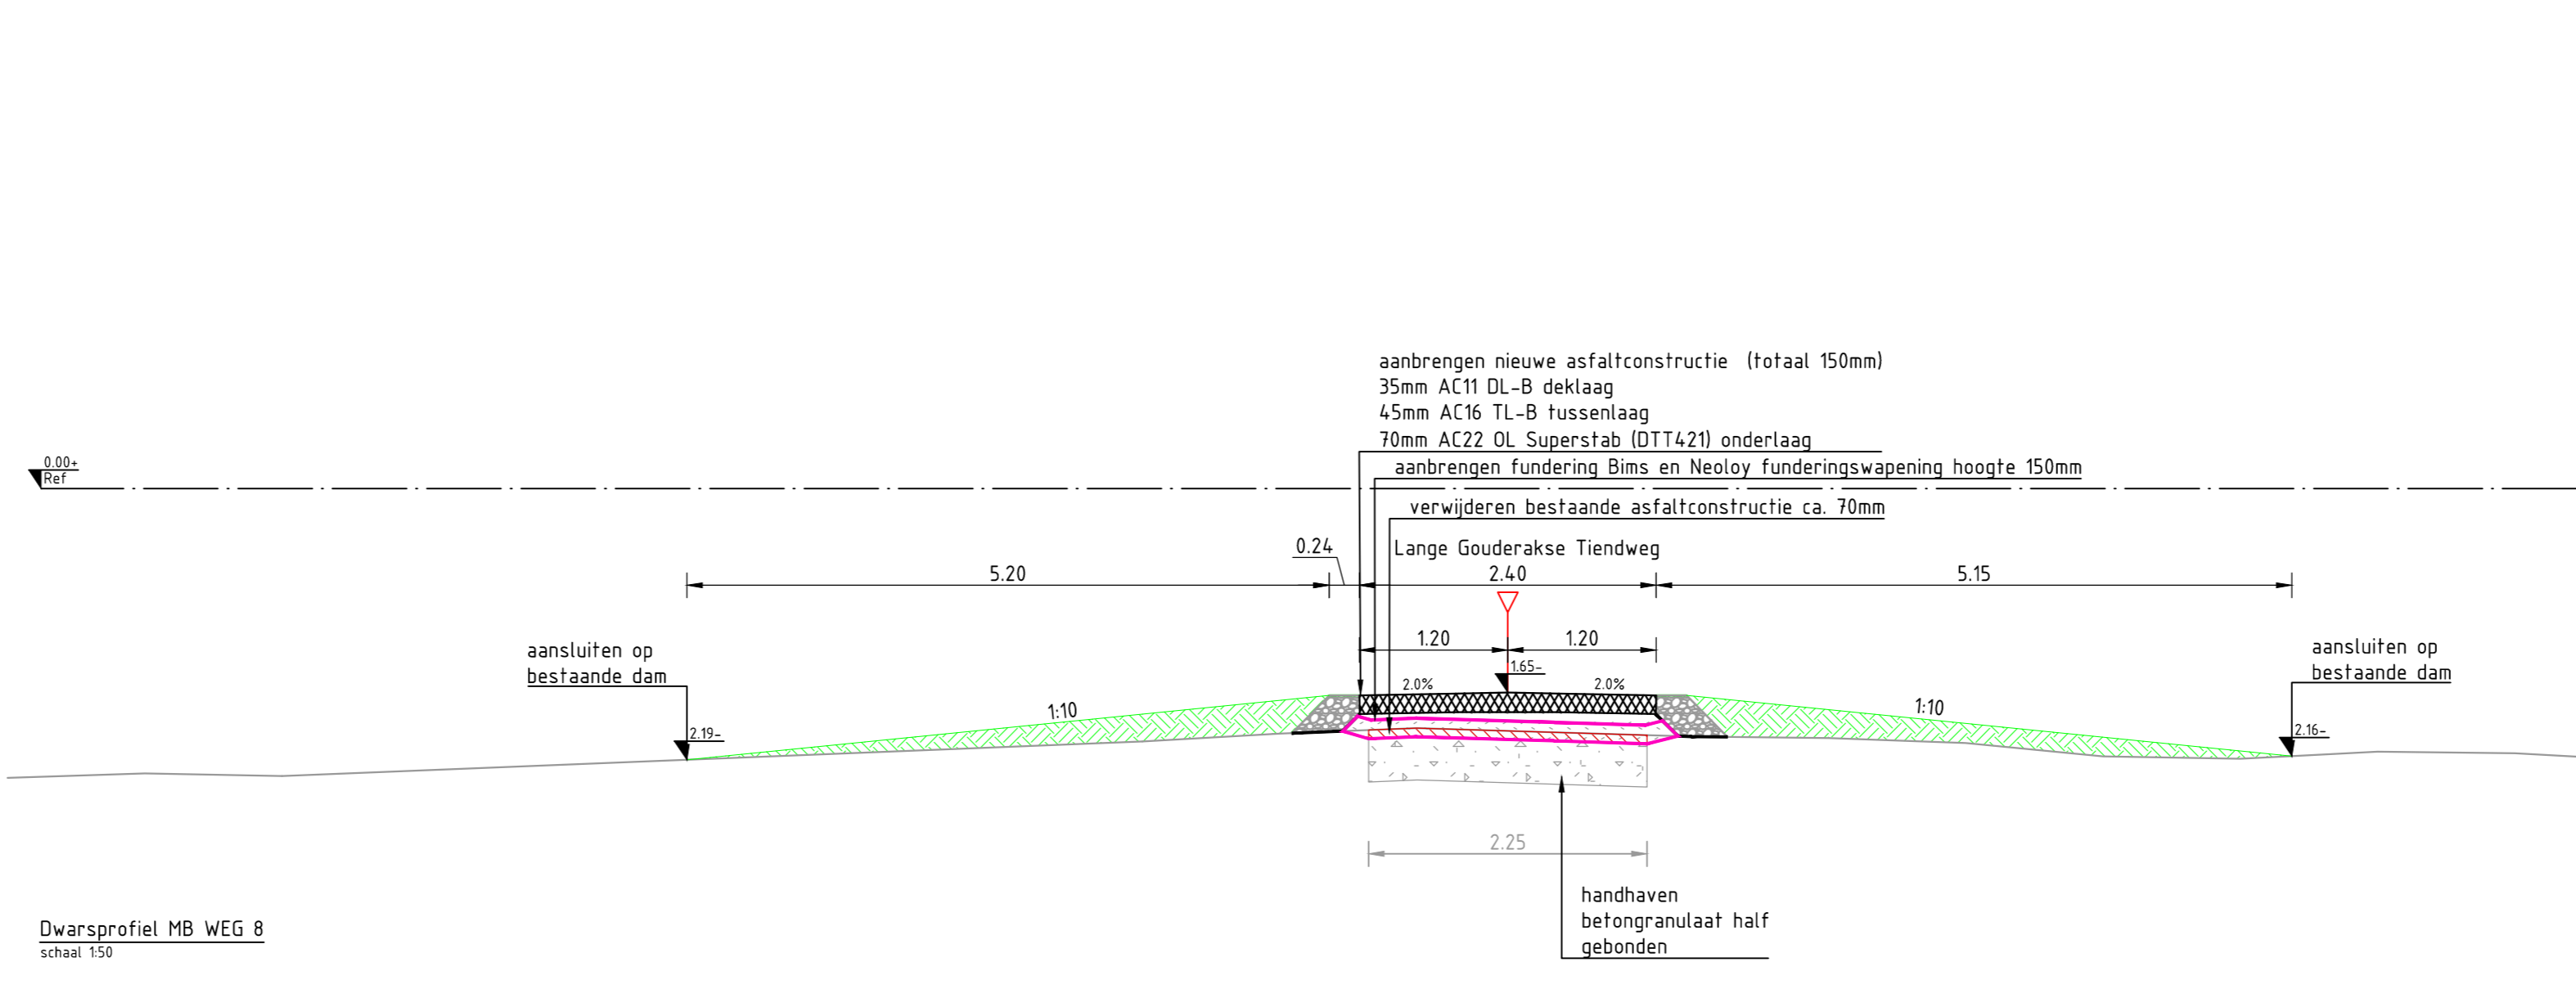 aanbrengen nieuwe asfaltconstructie (totaal 150mm)
35mm AC11 DL-B deklaag
45mm AC16 TL-B tussenlaag
70mm AC22 OL Superstab (DTT421) onderlaag
aanbrengen fundering Bims en Neoloy funderingswapening hoogte 150mm
0.00+
Ref
verwijderen bestaande asfaltconstructie ca. 70mm
0.24
Lange Gouderakse Tiendweg
5.20
2.40
5.15
1.20
1.20
aansluiten op
bestaande dam
aansluiten op
bestaande dam
1.65-
2.0%
2.0%
1:10
1:10
2.19-
2.16-
2.25
handhaven
betongranulaat half
gebonden
Dwarsprofiel MB WEG 8
schaal 1:50